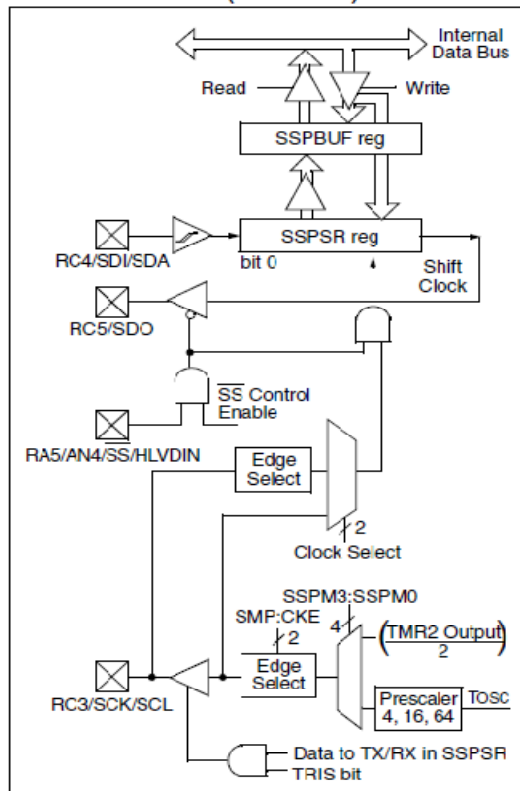 Internal
Data Bus
Read
Write
SSPBUF reg
SSPSR reg
RC4/SDI/SDA
bit 0
Shift
Clock
RC5/SDO
SS Control
Enable
RA5/AN4/SS/HLVDIN
Edge
Select
2
Clock Select
SSPM3:SSPM0
SMP:CKE
4
(TMR2 Output)
2
2
Edge
Select
Prescaler
4, 16, 64
TOSC
RC3/SCK/SCL
Data to TX/RX in SSPSR
TRIS bit